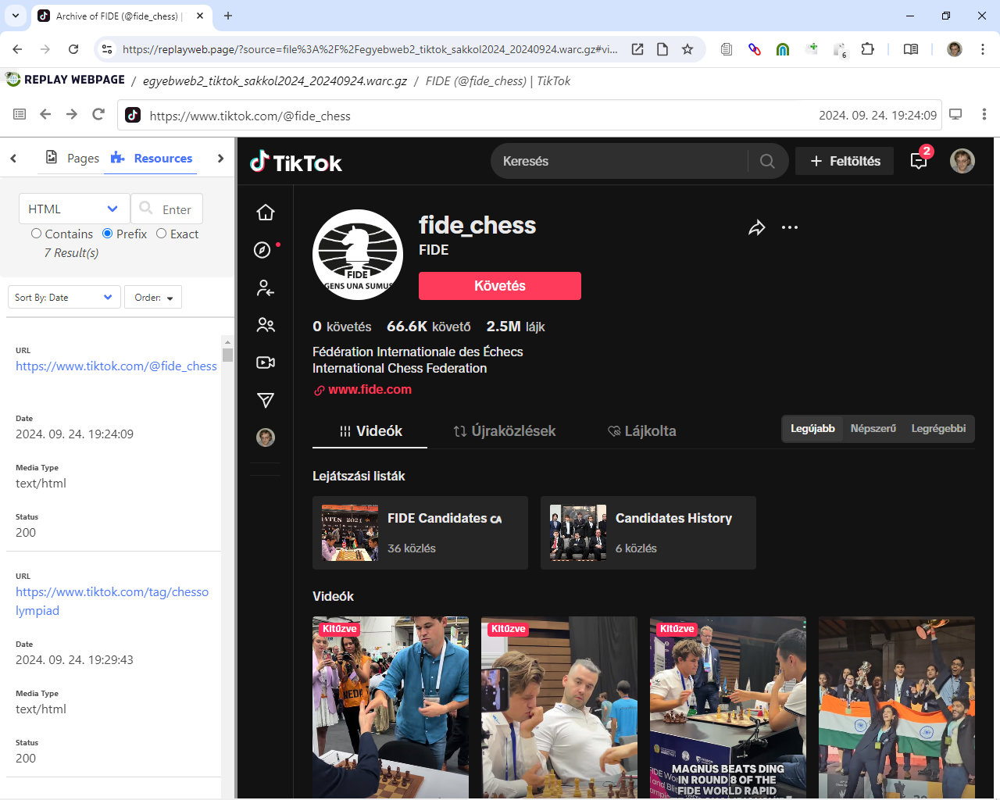 Archive of FIDE (@fide_chess) |
https://replayweb.page/?source=file%3A%2F%2Fegyebweb2_tiktok_sakkol2024_20240924.warc.gz#vi...
6
REPLAY WEBPAGE / egyebweb2_tiktok_sakkol2024_20240924.warc.gz / FIDE (@fide_chess) | TikTok
https://www.tiktok.com/@fide_chess 2024. 09. 24. 19:24:09
Pages Resources
HTML Enter
Contains Prefix Exact
7 Result(s)
Sort By: Date Order:
URL
https://www.tiktok.com/@fide_chess
Date
2024. 09. 24. 19:24:09
Media Type
text/html
Status
200
URL
https://www.tiktok.com/tag/chesso
lympiad
Date
2024. 09. 24. 19:29:43
Media Type
text/html
Status
200
TikTok
Keresés
Feltöltés
2
fide_chess
FIDE
FIDE
GENS UNA SUMUS
Követés
0 követés 66.6K követő 2.5M lájk
Fédération Internationale des Échecs
International Chess Federation
www.fide.com
Videók Újraközlések Lájkolta
Legújabb Népszerű Legrégebbi
Lejátszási listák
FIDE Candidates CA
36 közlés
Candidates History
6 közlés
Videók
Kitűzve
Kitűzve
Kitűzve
MAGNUS BEATS DING
IN ROUND 8 OF THE
FIDE WORLD RAPID